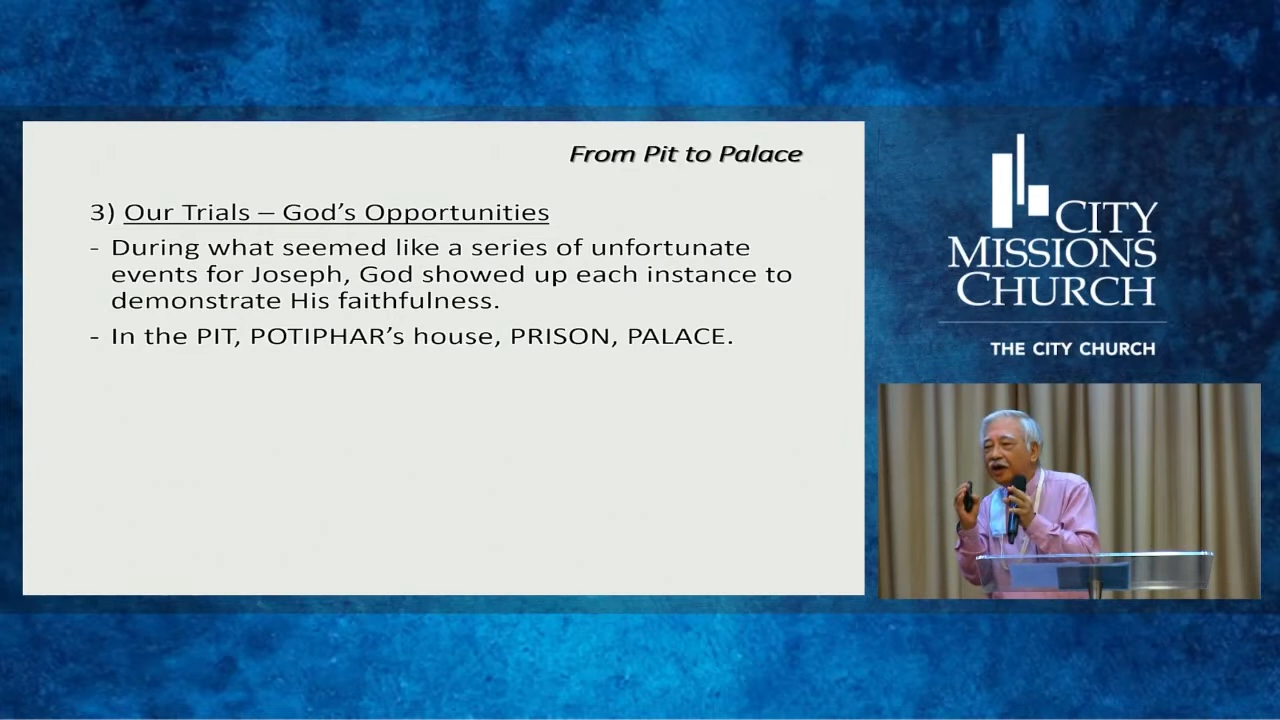 From Pit to Palace
3) Our Trials – God’s Opportunities
- During what seemed like a series of unfortunate
events for Joseph, God showed up each instance to
demonstrate His faithfulness.
- In the PIT, POTIPHAR’s house, PRISON, PALACE.
CITY
MISSIONS
CHURCH
THE CITY CHURCH